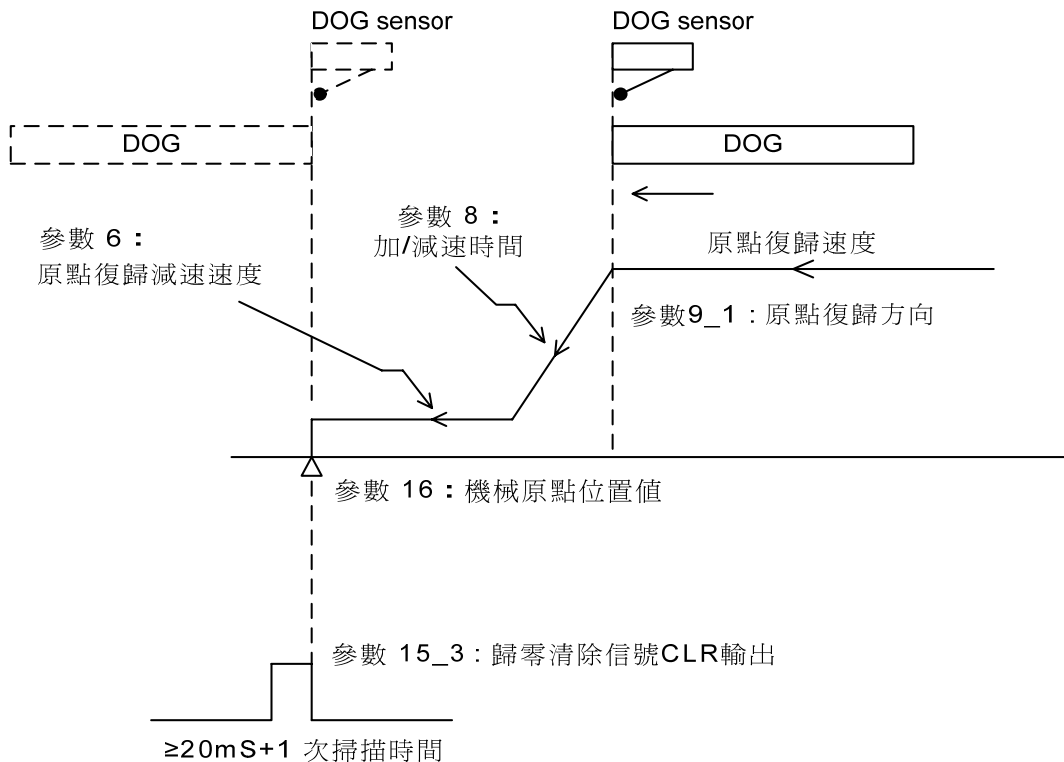 DOG sensor
DOG sensor
DOG
DOG
參數 6：
原點復歸減速速度
參數 8：
加/減速時間
原點復歸速度
參數9_1：原點復歸方向
參數 16：機械原點位置值
參數 15_3：歸零清除信號CLR輸出
≥20mS+1 次掃描時間